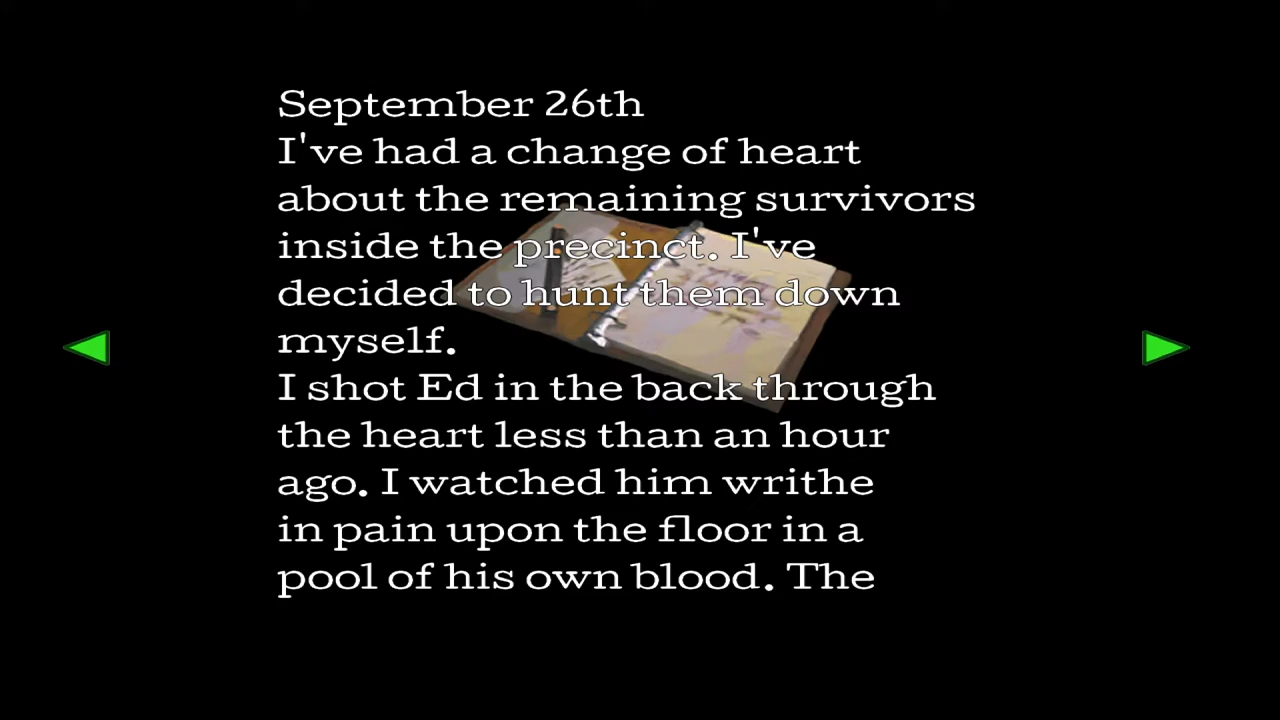 September 26th
I've had a change of heart
about the remaining survivors
inside the precinct. I've
decided to hunt them down
myself.
I shot Ed in the back through
the heart less than an hour
ago. I watched him writhe
in pain upon the floor in a
pool of his own blood. The